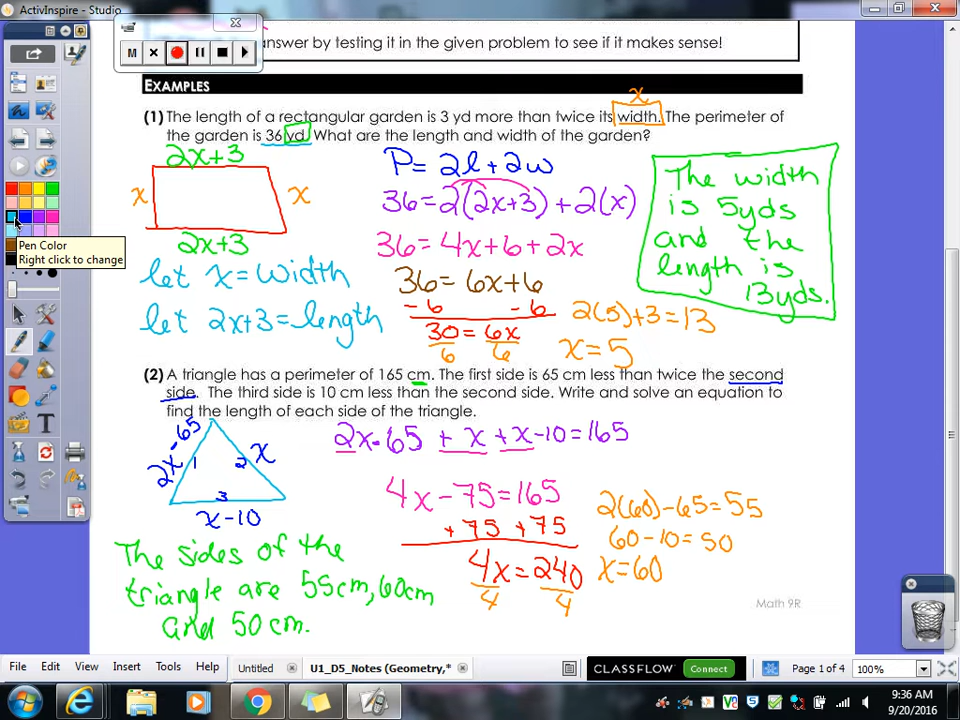 ActivInspire - Studio
answer by testing it in the given problem to see if it makes sense!
M
EXAMPLES
x
(1) The length of a rectangular garden is 3 yd more than twice its width. The perimeter of
the garden is 36 yd. What are the length and width of the garden?
2x+3
x
x
2x+3
let x = width
let 2x+3 = length
P = 2l + 2w
36 = 2(2x+3) + 2(x)
36 = 4x+6+2x
36 = 6x+6
-6 -6
30 = 6x
6 6
2(5)+3=13
x = 5
The width
is 5yds
and the
length is
13yds.
Pen Color
Right click to change
(2) A triangle has a perimeter of 165 cm. The first side is 65 cm less than twice the second
side. The third side is 10 cm less than the second side. Write and solve an equation to
find the length of each side of the triangle.
2x-65
1
2
x
3
x-10
2x-65 + x + x-10=165
4x-75=165
+75 +75
4x=240
4 4
2(60)-65=55
60-10=50
x=60
The sides of the
triangle are 55cm, 60cm
and 50cm.
Math 9R
File Edit View Insert Tools Help
Untitled
U1_D5_Notes (Geometry,*
CLASSFLOW Connect
Page 1 of 4
100%
9:36 AM
9/20/2016